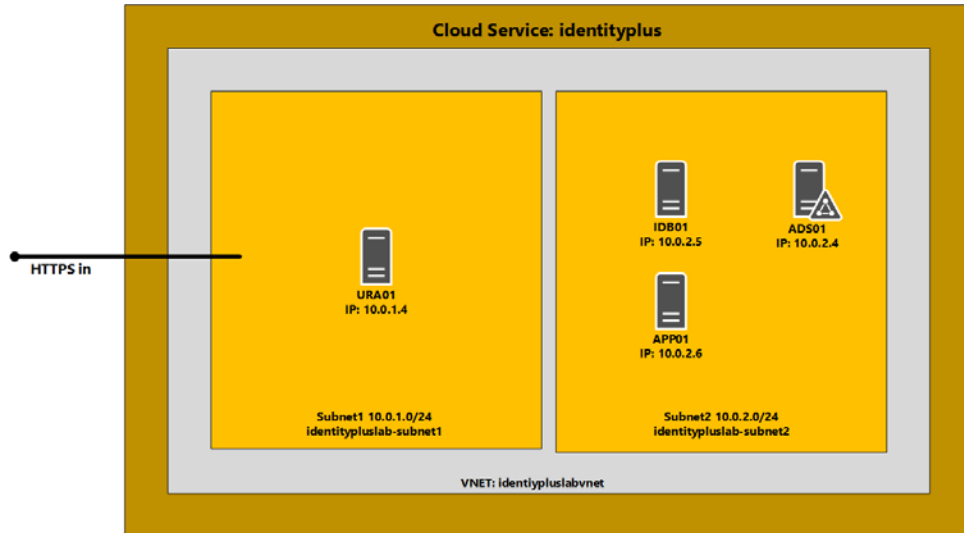 Cloud Service: identityplus
HTTPS in
URA01
IP: 10.0.1.4
Subnet1 10.0.1.0/24
identitypluslab-subnet1
IDB01
IP: 10.0.2.5
ADS01
IP: 10.0.2.4
APP01
IP: 10.0.2.6
Subnet2 10.0.2.0/24
identitypluslab-subnet2
VNET: identiypluslabvnet